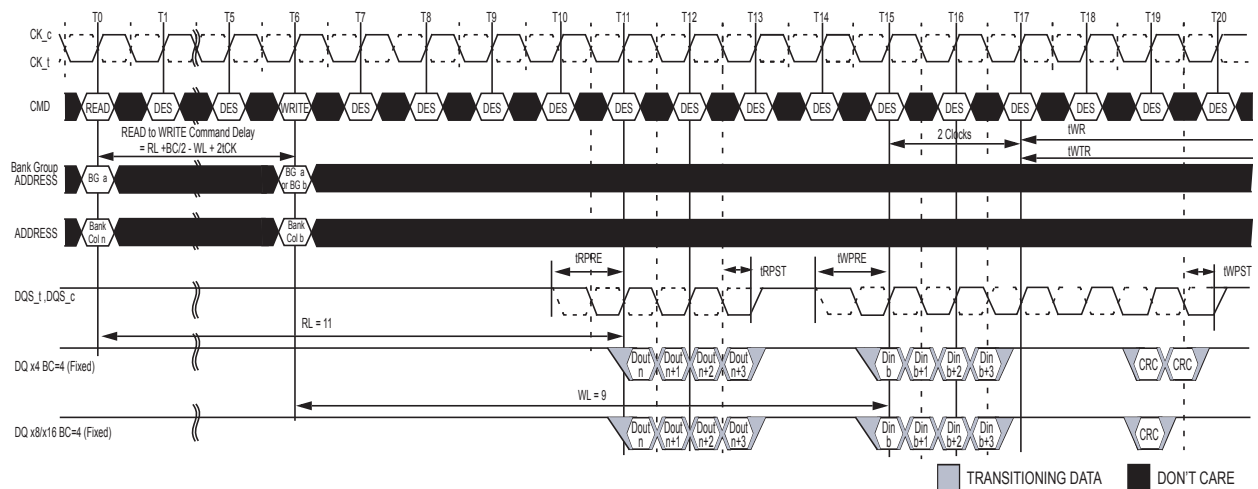 T0 T1 T5 T6 T7 T8 T9 T10 T11 T12 T13 T14 T15 T16 T17 T18 T19 T20
CK_c
CK_t
CMD READ DES DES WRITE DES DES DES DES DES DES DES DES DES DES DES DES DES DES
READ to WRITE Command Delay
= RL +BC/2 - WL + 2tCK
2 Clocks
tWR
tWTR
Bank Group
ADDRESS
BG a
BG a
or BG b
ADDRESS
Bank
Col n
Bank
Col b
tRPRE tRPST tWPRE tWPST
DQS_t ,DQS_c
RL = 11
DQ x4 BC=4 (Fixed)
Dout Dout Dout Dout Din Din Din Din CRC CRC
n n+1 n+2 n+3 b b+1 b+2 b+3
WL = 9
DQ x8/x16 BC=4 (Fixed)
Dout Dout Dout Dout Din Din Din Din CRC
n n+1 n+2 n+3 b b+1 b+2 b+3
TRANSITIONING DATA DON'T CARE